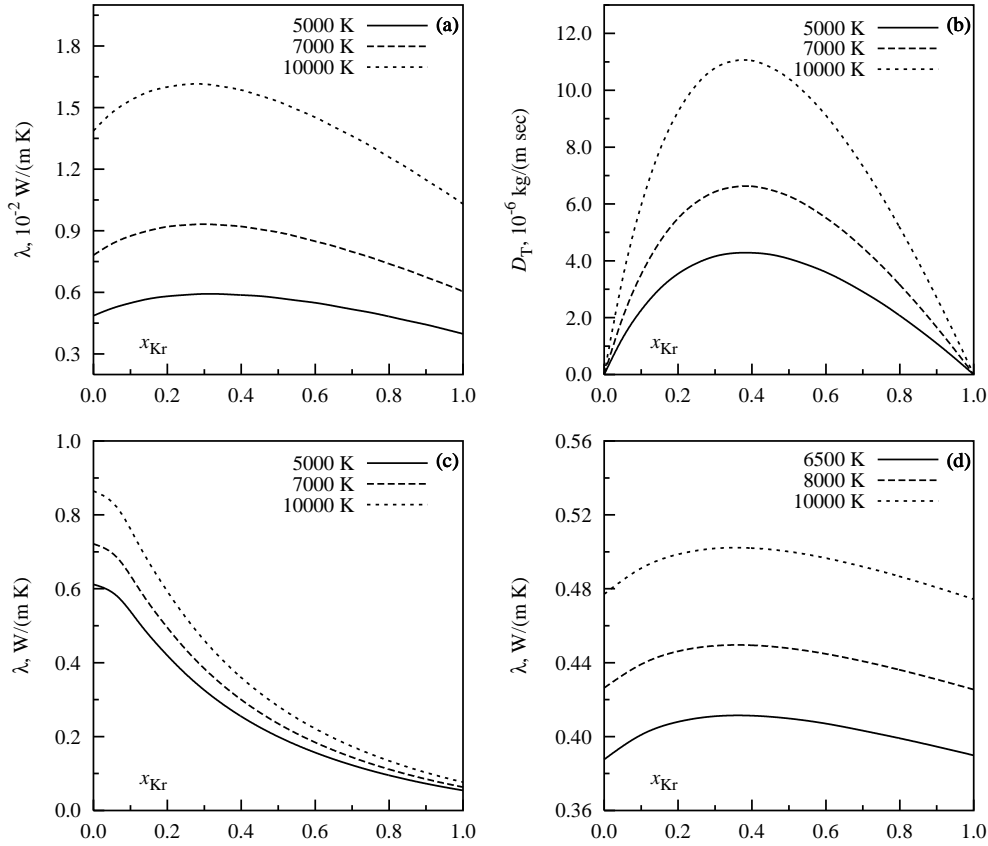 (a)
5000 K
7000 K
10000 K
λ, 10⁻² W/(m K)
1.8
1.5
1.2
0.9
0.6
0.3
x_Kr
0.0 0.2 0.4 0.6 0.8 1.0
(b)
5000 K
7000 K
10000 K
D_T, 10⁻⁶ kg/(m sec)
12.0
10.0
8.0
6.0
4.0
2.0
0.0
x_Kr
0.0 0.2 0.4 0.6 0.8 1.0
(c)
5000 K
7000 K
10000 K
λ, W/(m K)
1.0
0.8
0.6
0.4
0.2
0.0
x_Kr
0.0 0.2 0.4 0.6 0.8 1.0
(d)
6500 K
8000 K
10000 K
λ, W/(m K)
0.56
0.52
0.48
0.44
0.40
0.36
x_Kr
0.0 0.2 0.4 0.6 0.8 1.0